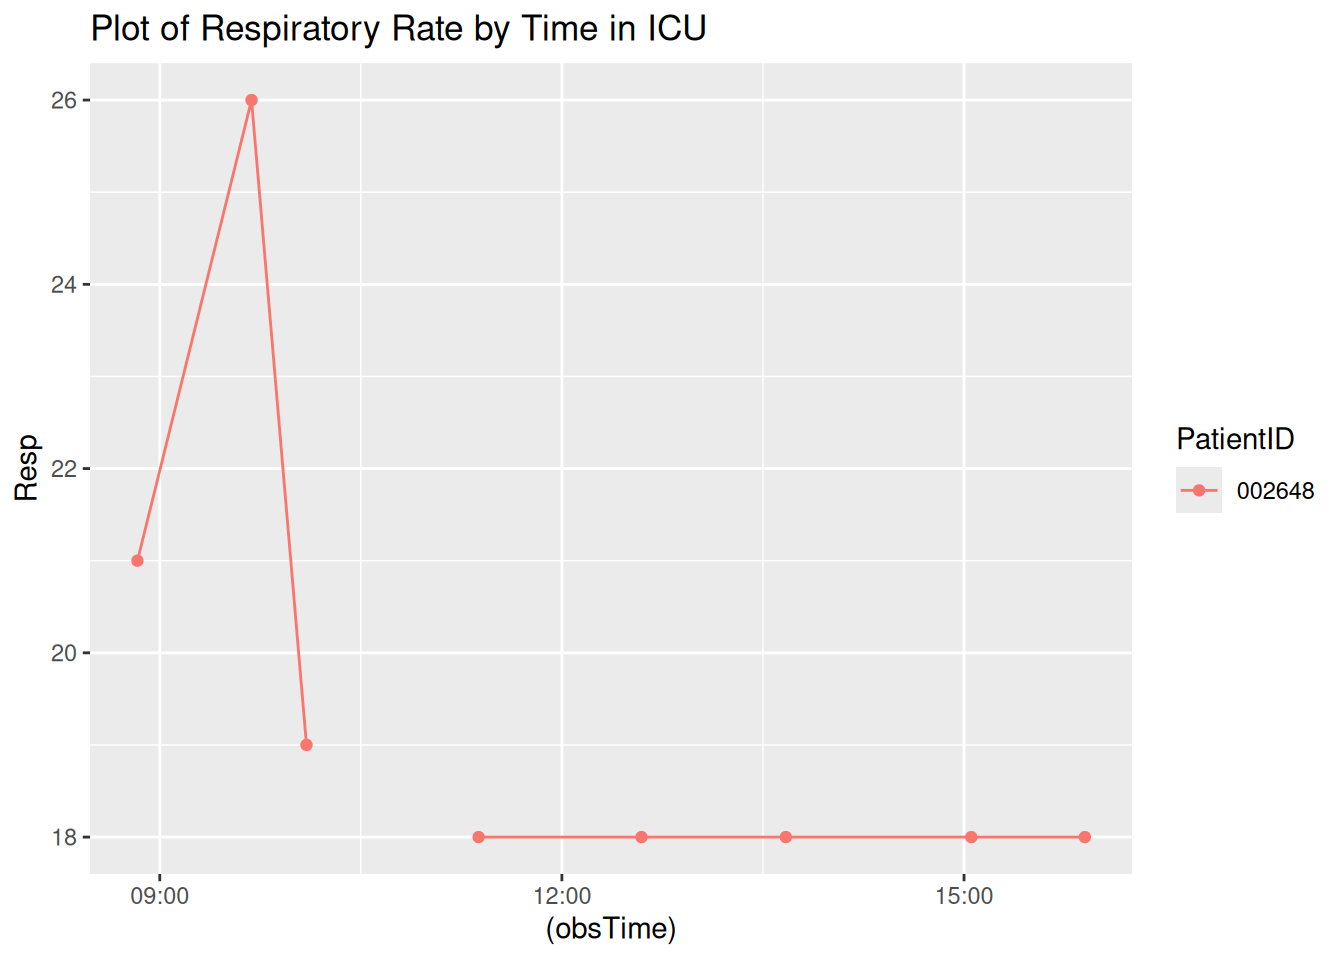 Plot of Respiratory Rate by Time in ICU
26
24
22
20
18
Resp
09:00 12:00 15:00
(obsTime)
PatientID
002648